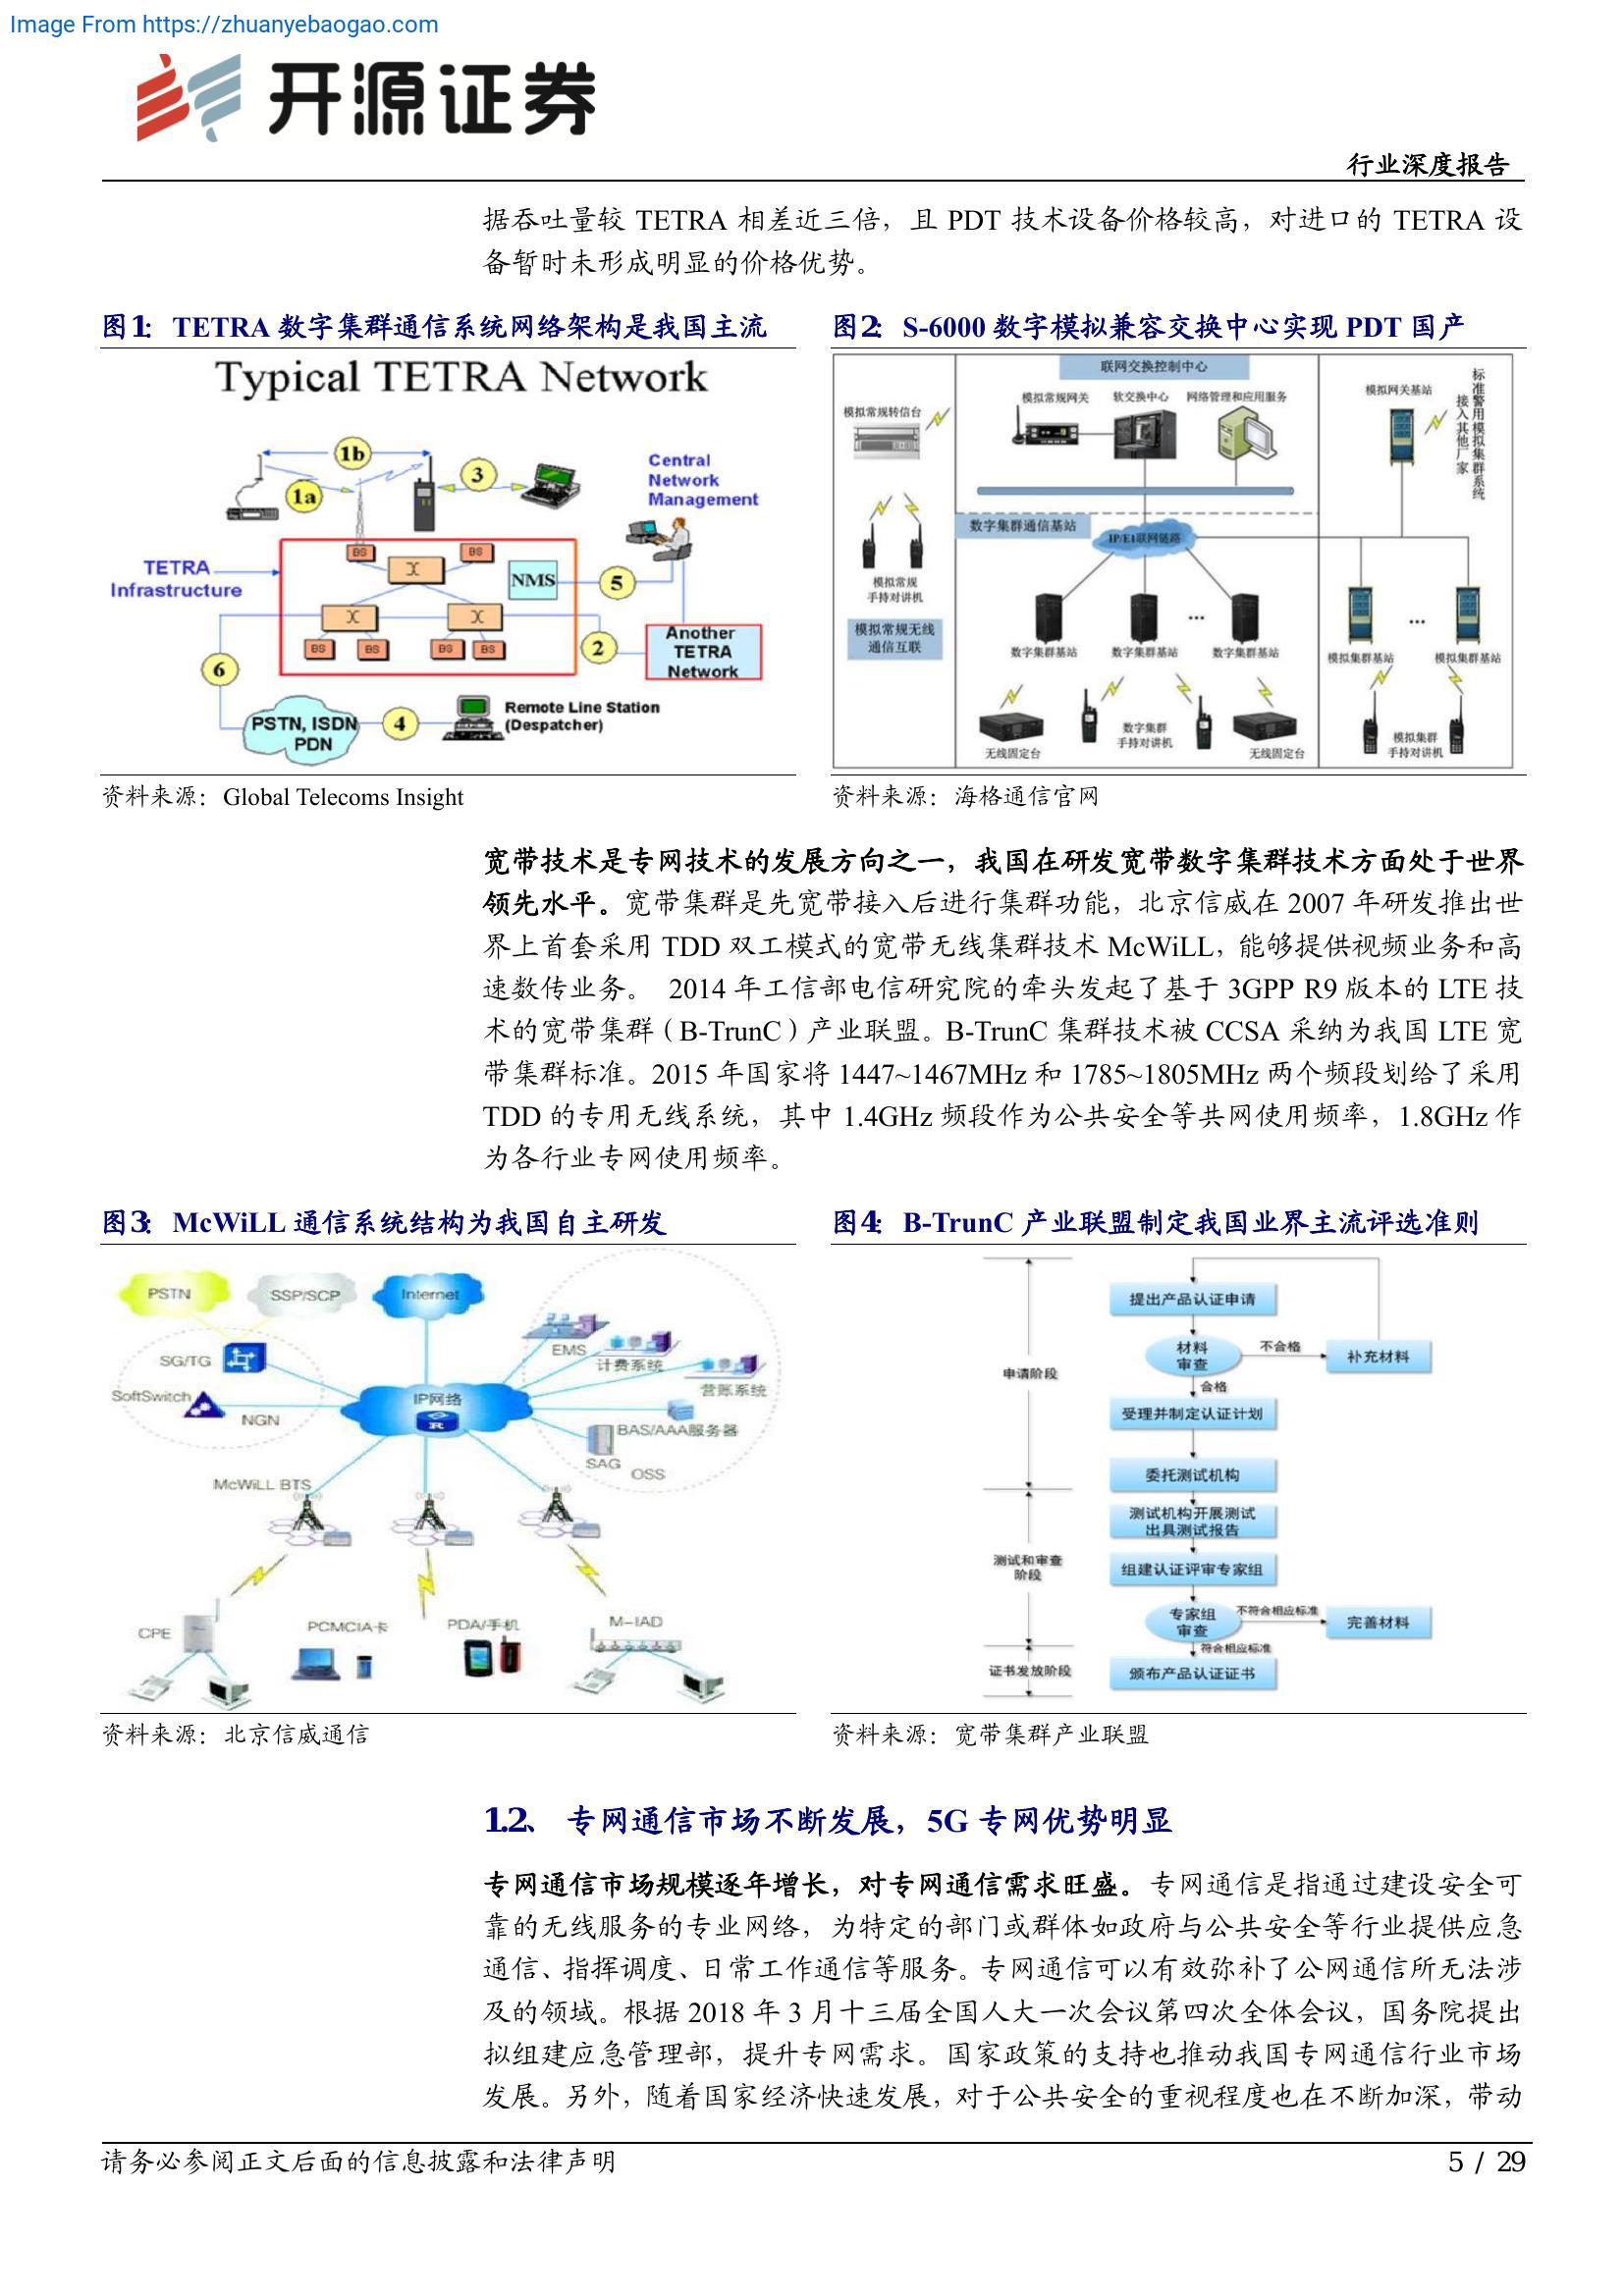 Image From https://zhuanyebaogao.com
开源证券
行业深度报告
据吞吐量较 TETRA 相差近三倍，且 PDT 技术设备价格较高，对进口的 TETRA 设
备暂时未形成明显的价格优势。
图1： TETRA 数字集群通信系统网络架构是我国主流
Typical TETRA Network
1b
3
1a
Central
Network
Management
BS
BS
TETRA
Infrastructure
NMS
5
BS
BS
BS
BS
2
Another
TETRA
Network
6
PSTN, ISDN
PDN
4
Remote Line Station
(Despatcher)
资料来源：Global Telecoms Insight
图2： S-6000 数字模拟兼容交换中心实现 PDT 国产
联网交换控制中心
模拟常规网关
软交换中心
网络管理和应用服务
模拟常规转信台
模拟网关基站
标准警用模拟集群系统
接入其他厂家
数字集群通信基站
IP/E1联网链路
模拟常规
手持对讲机
模拟常规无线
通信互联
数字集群基站
数字集群基站
...
数字集群基站
模拟集群基站
...
模拟集群基站
无线固定台
数字集群
手持对讲机
无线固定台
模拟集群
手持对讲机
资料来源：海格通信官网
宽带技术是专网技术的发展方向之一，我国在研发宽带数字集群技术方面处于世界
领先水平。宽带集群是先宽带接入后进行集群功能，北京信威在 2007 年研发推出世
界上首套采用 TDD 双工模式的宽带无线集群技术 McWiLL，能够提供视频业务和高
速数传业务。 2014 年工信部电信研究院的牵头发起了基于 3GPP R9 版本的 LTE 技
术的宽带集群（B-TrunC）产业联盟。B-TrunC 集群技术被 CCSA 采纳为我国 LTE 宽
带集群标准。2015 年国家将 1447~1467MHz 和 1785~1805MHz 两个频段划给了采用
TDD 的专用无线系统，其中 1.4GHz 频段作为公共安全等共网使用频率，1.8GHz 作
为各行业专网使用频率。
图3： McWiLL 通信系统结构为我国自主研发
PSTN
SSP/SCP
Internet
EMS
计费系统
营账系统
SG/TG
SoftSwitch
NGN
IP网络
R
BAS/AAA服务器
SAG
OSS
McWiLL BTS
CPE
PCMCIA卡
PDA/手机
M-IAD
资料来源：北京信威通信
图4： B-TrunC 产业联盟制定我国业界主流评选准则
提出产品认证申请
材料
审查
不合格
补充材料
申请阶段
合格
受理并制定认证计划
委托测试机构
测试机构开展测试
出具测试报告
测试和审查
阶段
组建认证评审专家组
专家组
审查
不符合相应标准
完善材料
符合相应标准
证书发放阶段
颁布产品认证证书
资料来源：宽带集群产业联盟
1.2、 专网通信市场不断发展，5G 专网优势明显
专网通信市场规模逐年增长，对专网通信需求旺盛。专网通信是指通过建设安全可
靠的无线服务的专业网络，为特定的部门或群体如政府与公共安全等行业提供应急
通信、指挥调度、日常工作通信等服务。专网通信可以有效弥补了公网通信所无法涉
及的领域。根据 2018 年 3 月十三届全国人大一次会议第四次全体会议，国务院提出
拟组建应急管理部，提升专网需求。国家政策的支持也推动我国专网通信行业市场
发展。另外，随着国家经济快速发展，对于公共安全的重视程度也在不断加深，带动
请务必参阅正文后面的信息披露和法律声明
5 / 29